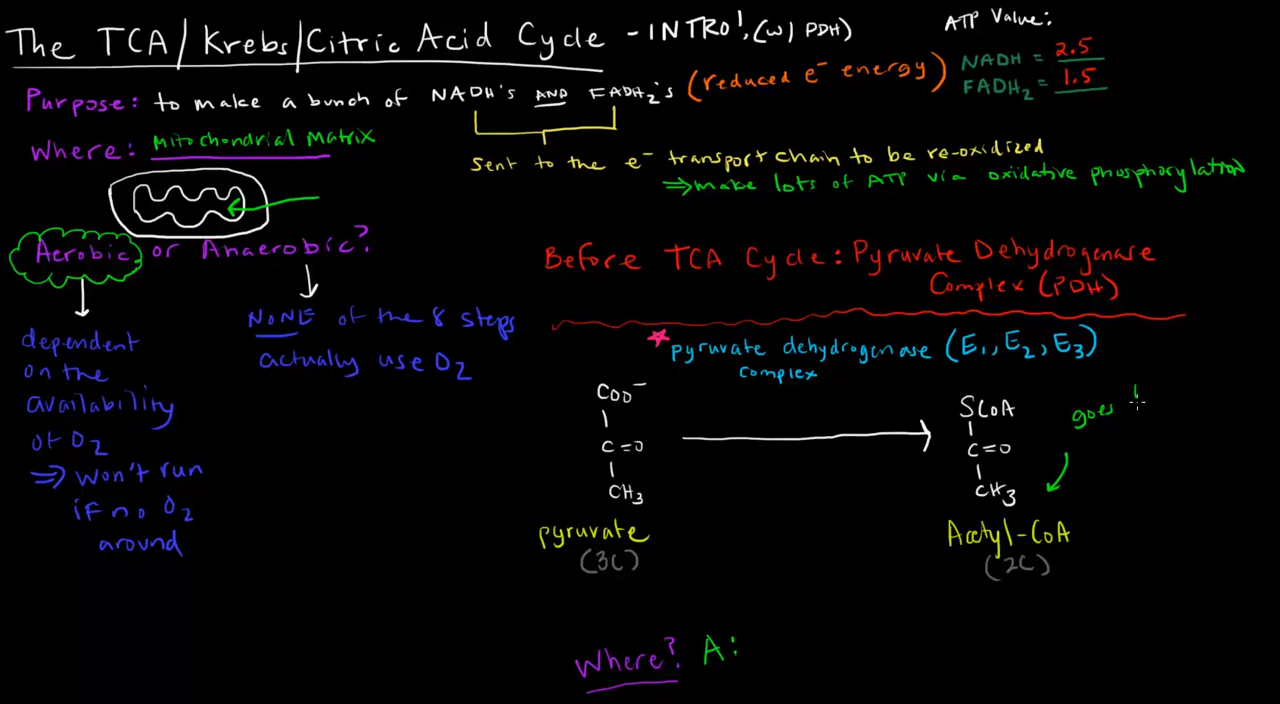 The TCA/Krebs/Citric Acid Cycle - INTRO! (w/ PDH)
ATP Value:
NADH = 2.5
FADH₂ = 1.5
Purpose: to make a bunch of NADH's AND FADH₂'s (reduced e⁻ energy)
Where: Mitochondrial Matrix
sent to the e⁻ transport chain to be re-oxidized
⇒ make lots of ATP via oxidative phosphorylation
Aerobic or Anaerobic?
dependent
on the
availability
of O₂
⇒ won't run
if no O₂
around
NONE of the 8 steps
actually use O₂
Before TCA Cycle: Pyruvate Dehydrogenase
Complex (PDH)
pyruvate dehydrogenase (E₁, E₂, E₃)
complex
COO⁻
C=O
CH₃
pyruvate
(3C)
SCoA
C=O
CH₃
Acetyl-CoA
(2C)
goes
Where? A: